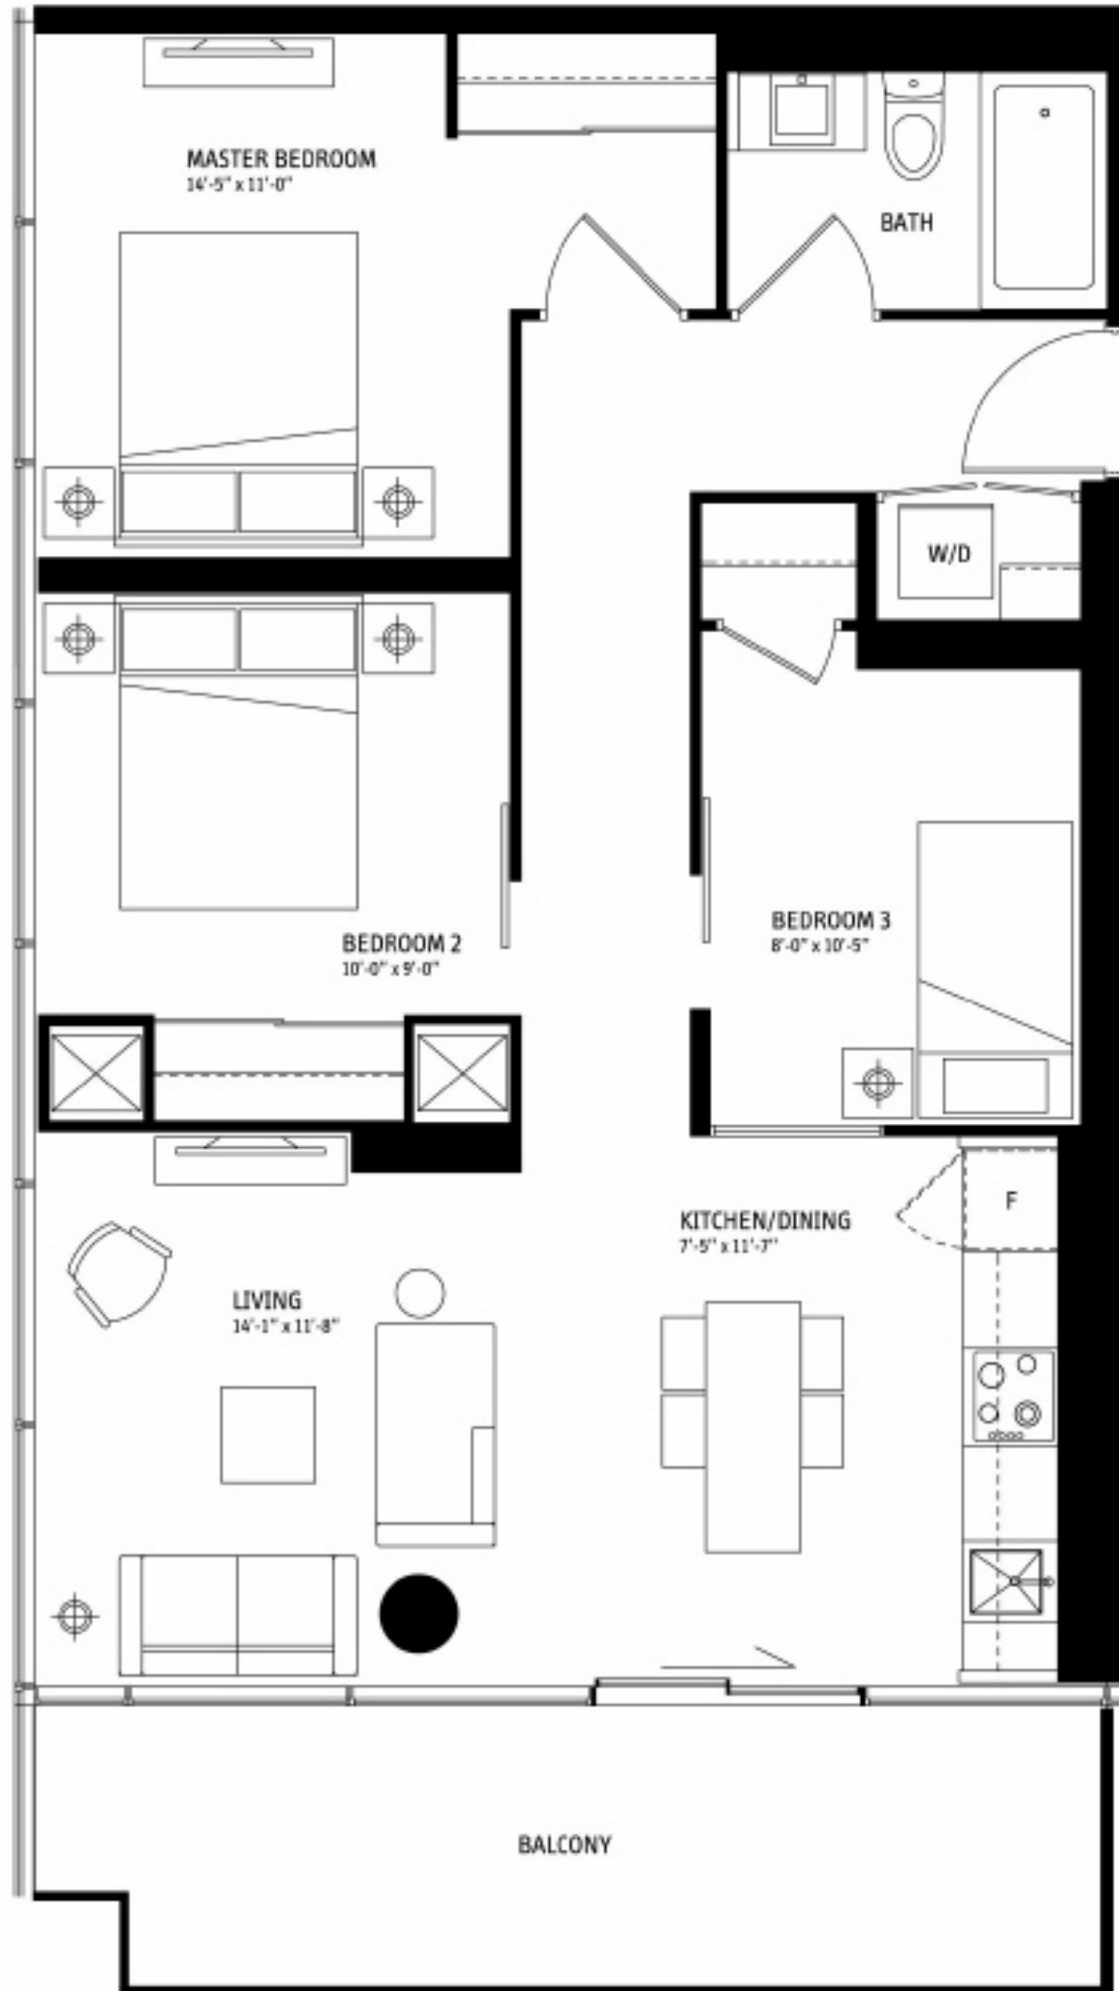 MASTER BEDROOM
14'-5" x 11'-0"
BATH
W/D
BEDROOM 2
10'-0" x 9'-0"
BEDROOM 3
8'-0" x 10'-5"
KITCHEN/DINING
7'-5" x 11'-7"
F
LIVING
14'-1" x 11'-8"
BALCONY